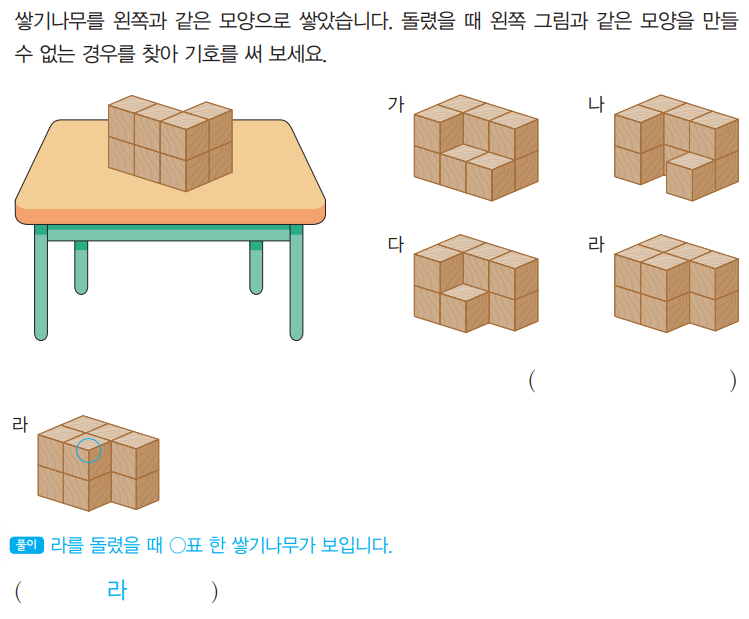 쌓기나무를 왼쪽과 같은 모양으로 쌓았습니다. 돌렸을 때 왼쪽 그림과 같은 모양을 만들
수 없는 경우를 찾아 기호를 써 보세요.
가
나
다
라
( )
라
풀이 라를 돌렸을 때 ○표 한 쌓기나무가 보입니다.
( 라 )